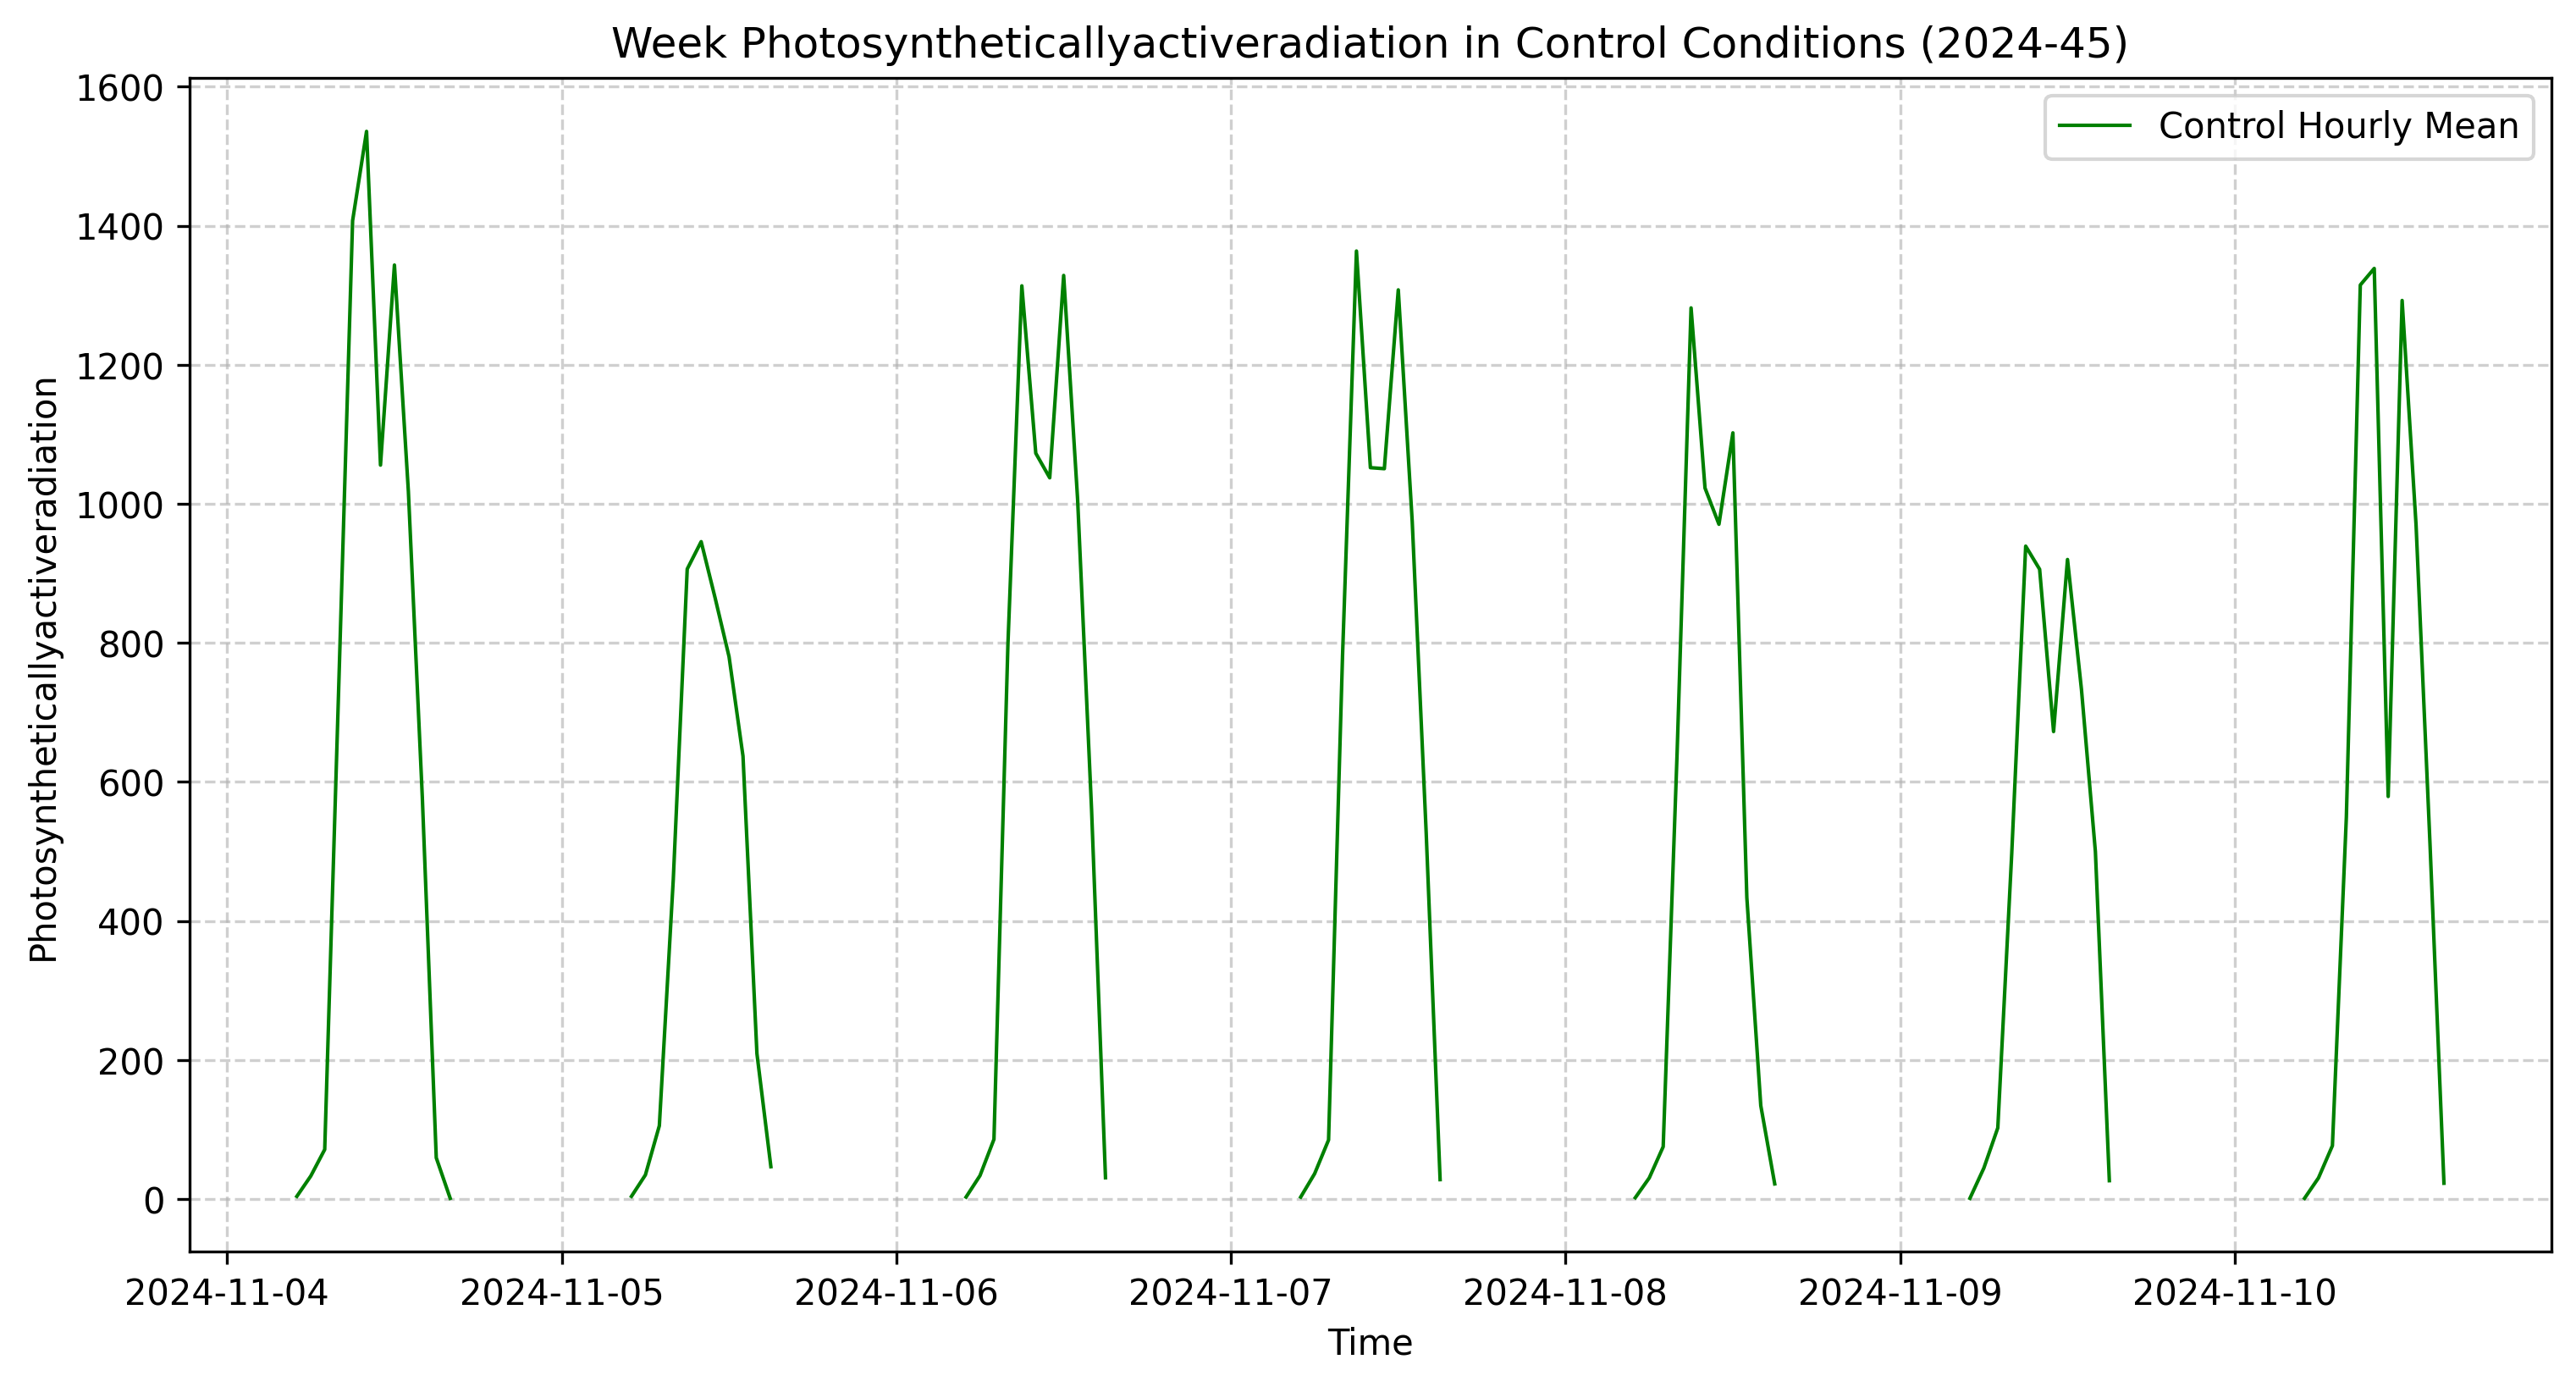 Week Photosyntheticallyactiveradiation in Control Conditions (2024-45)
Control Hourly Mean
Photosyntheticallyactiveradiation
1600
1400
1200
1000
800
600
400
200
0
2024-11-04 2024-11-05 2024-11-06 2024-11-07 2024-11-08 2024-11-09 2024-11-10
Time